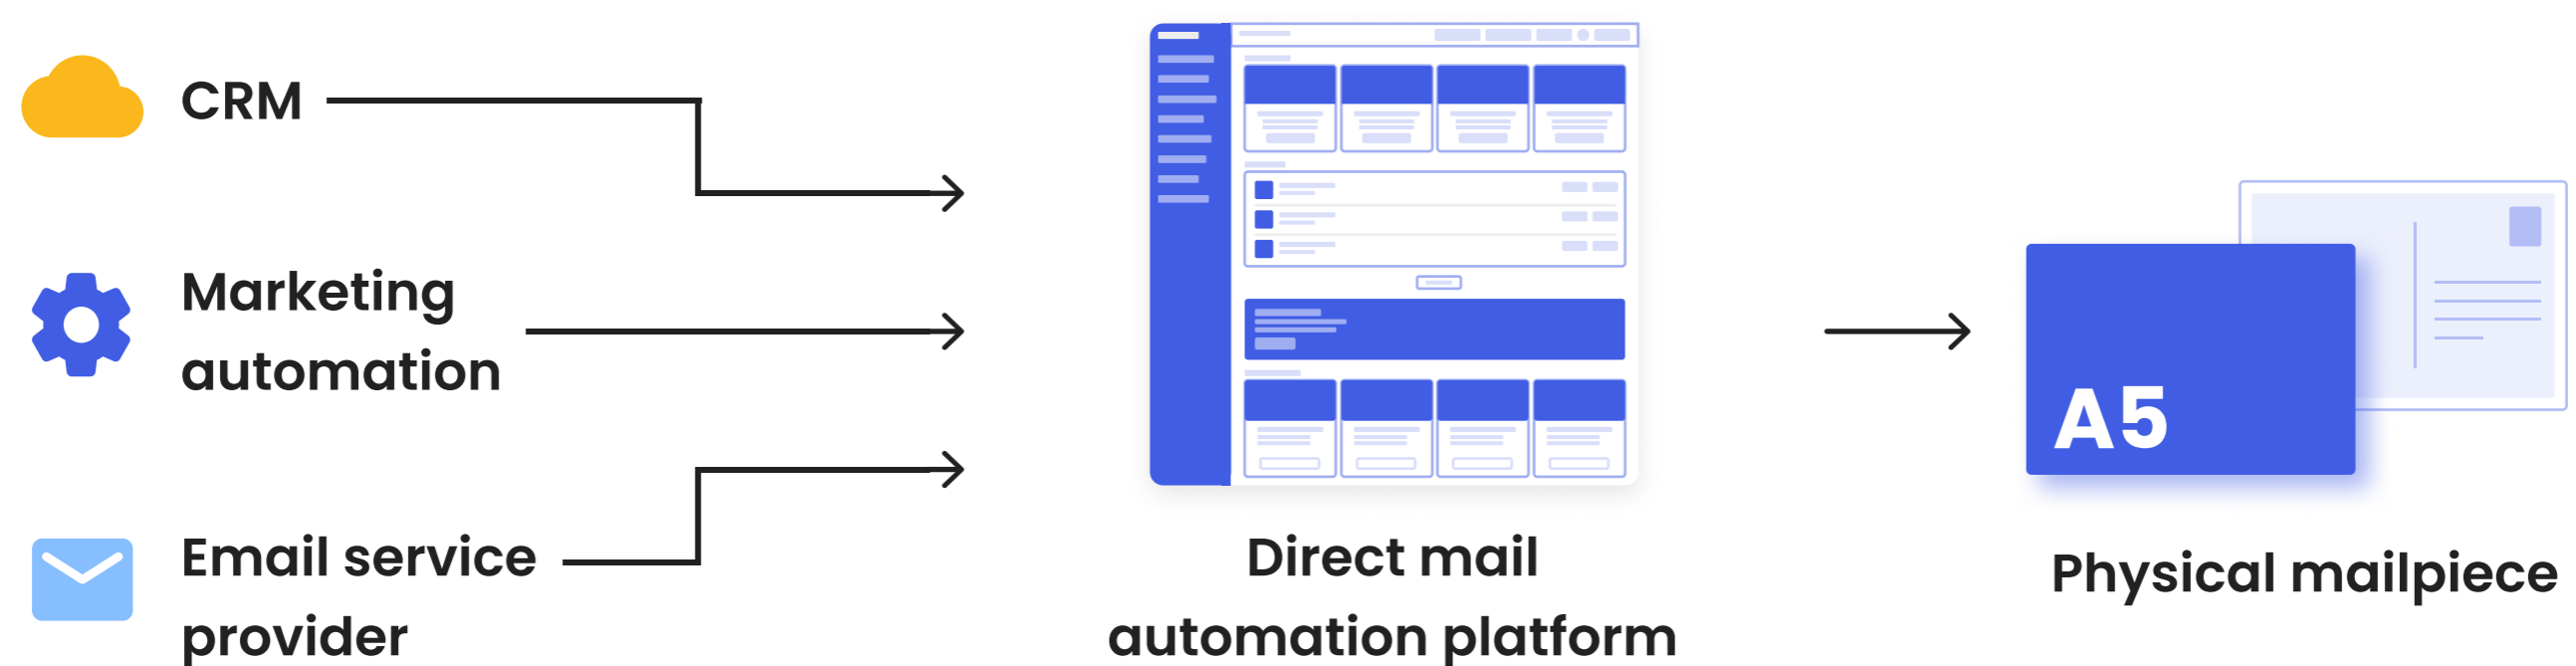 CRM
Marketing
automation
Email service
provider
Direct mail
automation platform
A5
Physical mailpiece